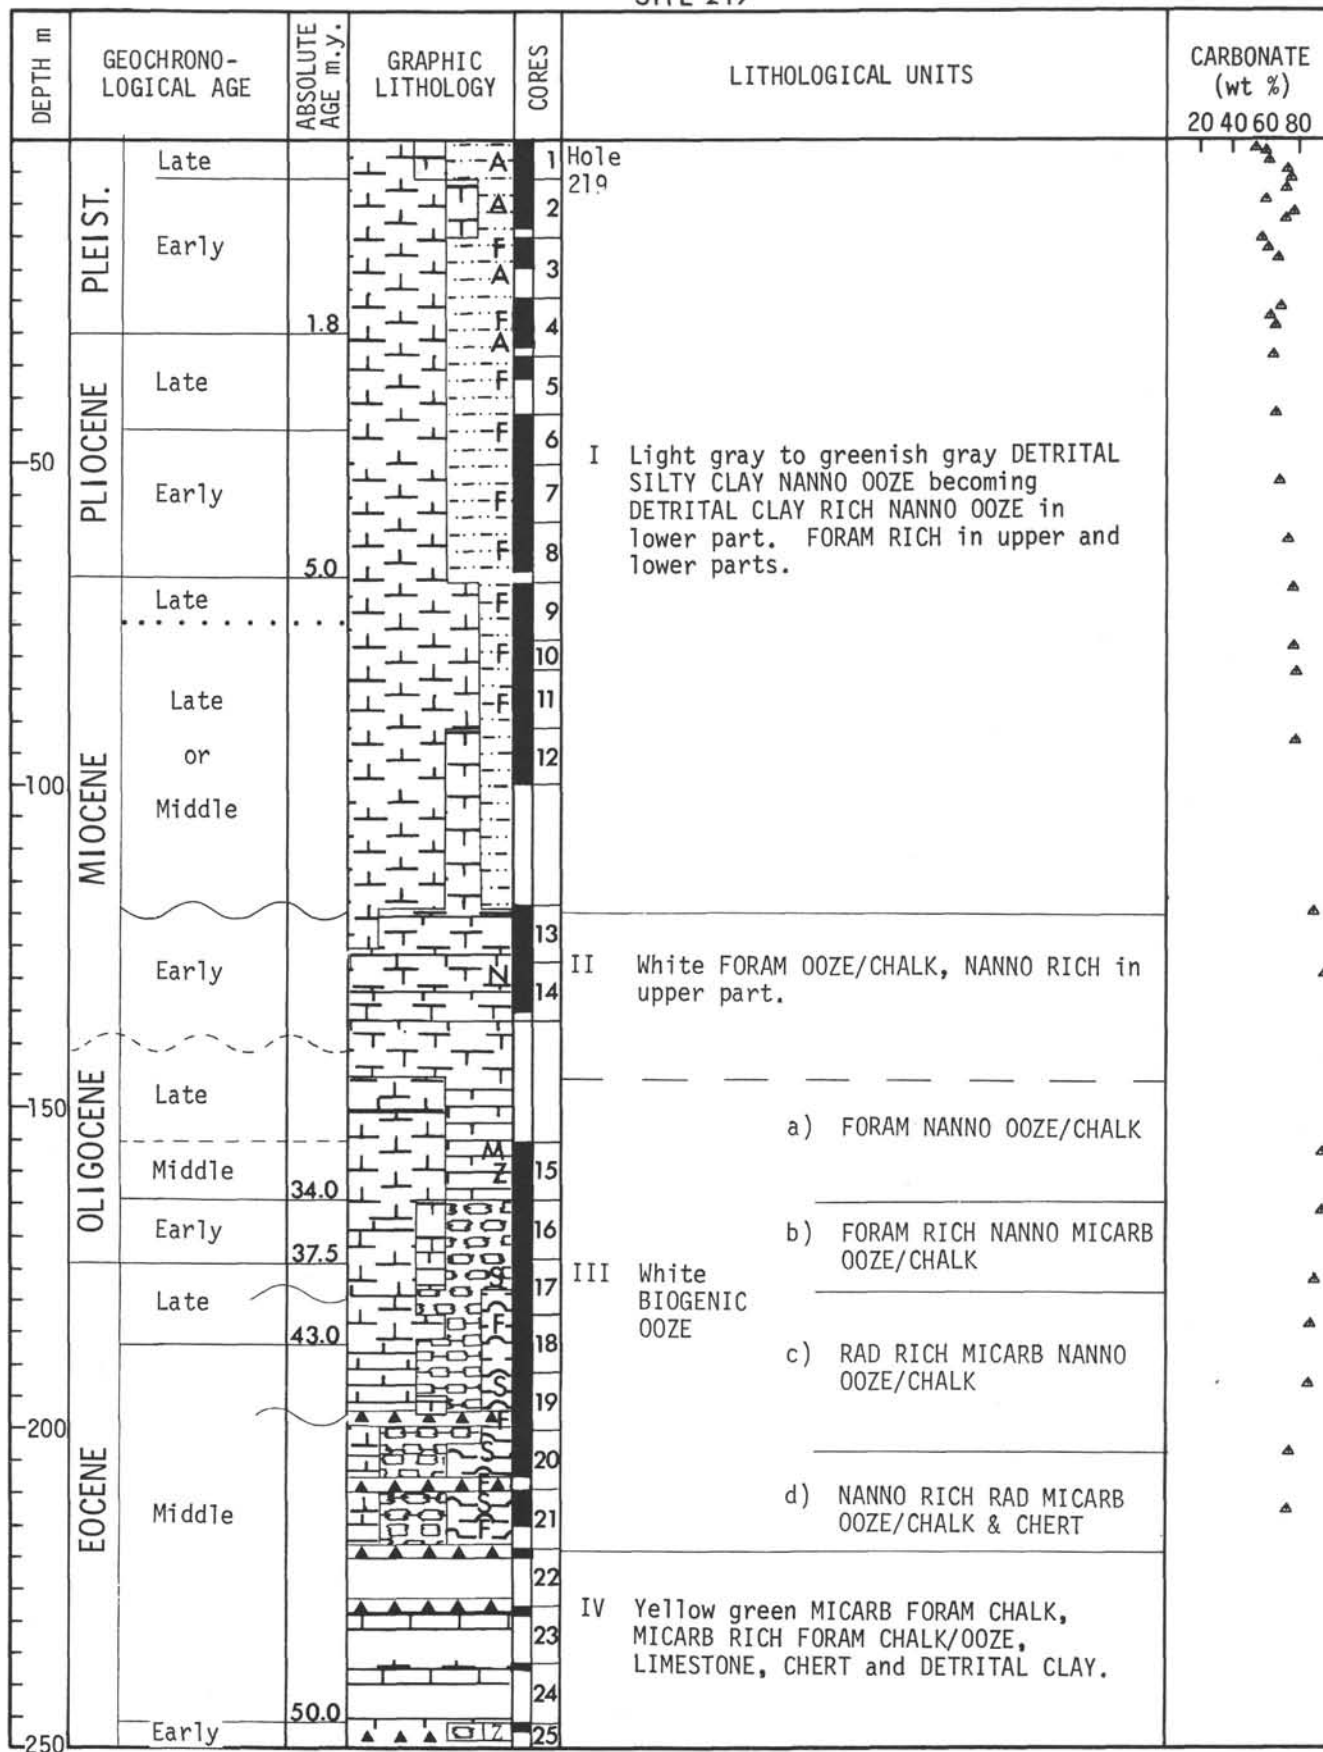 DEPTH m
GEOCHRONO-
LOGICAL AGE
ABSOLUTE
AGE m.y.
GRAPHIC
LITHOLOGY
CORES
LITHOLOGICAL UNITS
CARBONATE
(wt %)
20 40 60 80
PLEIST.
Late
Early
1.8
PLIOCENE
Late
Early
5.0
MIOCENE
Late
Late
or
Middle
Early
OLIGOCENE
Late
Middle
34.0
Early
37.5
EOCENE
Late
43.0
Middle
50.0
Early
50
100
150
200
250
A
A
F
A
F
A
F
F
F
F
F
F
F
N
M
Z
S
F
S
F
S
F
S
F
Z
1
2
3
4
5
6
7
8
9
10
11
12
13
14
15
16
17
18
19
20
21
22
23
24
25
Hole
219
I Light gray to greenish gray DETRITAL
SILTY CLAY NANNO OOZE becoming
DETRITAL CLAY RICH NANNO OOZE in
lower part. FORAM RICH in upper and
lower parts.
II White FORAM OOZE/CHALK, NANNO RICH in
upper part.
III White
BIOGENIC
OOZE
a) FORAM NANNO OOZE/CHALK
b) FORAM RICH NANNO MICARB
OOZE/CHALK
c) RAD RICH MICARB NANNO
OOZE/CHALK
d) NANNO RICH RAD MICARB
OOZE/CHALK & CHERT
IV Yellow green MICARB FORAM CHALK,
MICARB RICH FORAM CHALK/OOZE,
LIMESTONE, CHERT and DETRITAL CLAY.